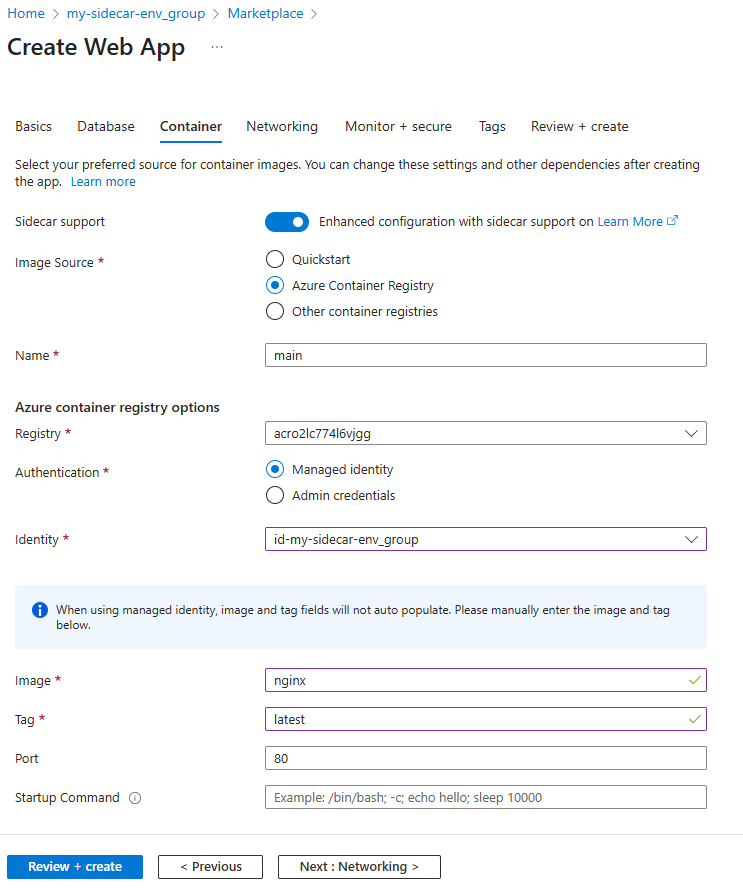 Home > my-sidecar-env_group > Marketplace >
Create Web App ...
Basics Database Container Networking Monitor + secure Tags Review + create
Select your preferred source for container images. You can change these settings and other dependencies after creating
the app. Learn more
Sidecar support Enhanced configuration with sidecar support on Learn More
Image Source * Quickstart
Azure Container Registry
Other container registries
Name * main
Azure container registry options
Registry * acro2lc774l6vjgg
Authentication * Managed identity
Admin credentials
Identity * id-my-sidecar-env_group
When using managed identity, image and tag fields will not auto populate. Please manually enter the image and tag
below.
Image * nginx
Tag * latest
Port 80
Startup Command Example: /bin/bash; -c; echo hello; sleep 10000
Review + create < Previous Next : Networking >